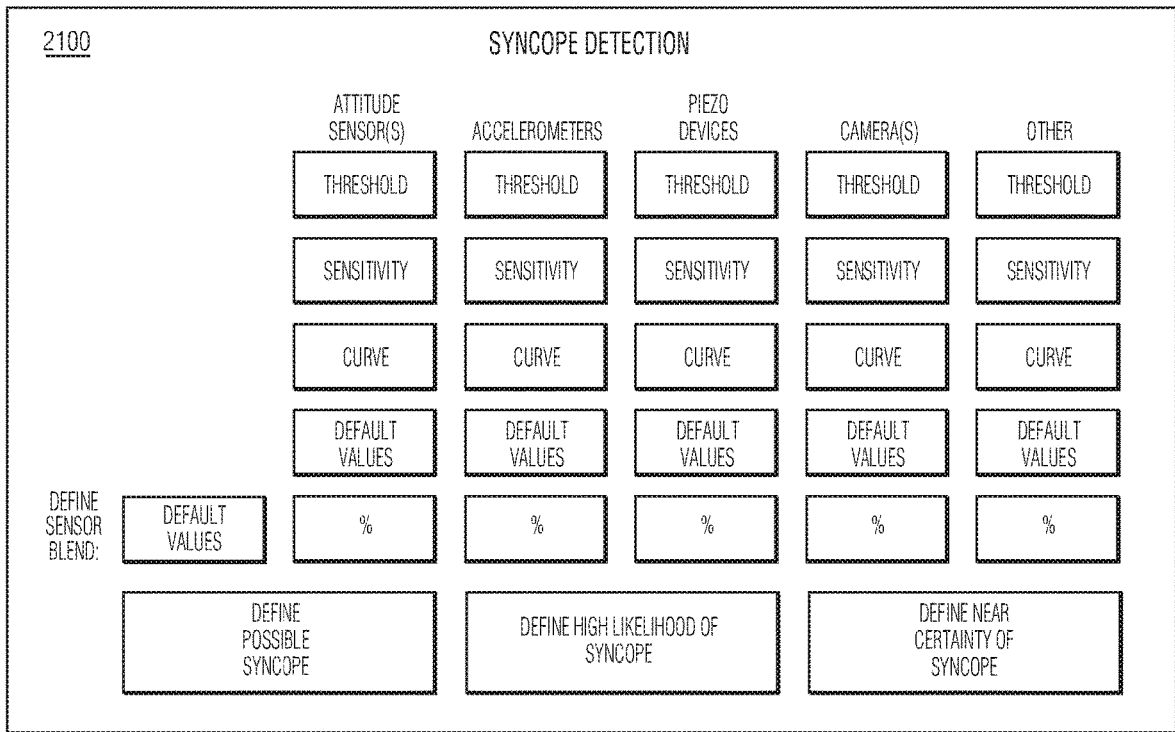 2100
SYNCOPE DETECTION
ATTITUDE
SENSOR(S)
ACCELEROMETERS
PIEZO
DEVICES
CAMERA(S)
OTHER
THRESHOLD
THRESHOLD
THRESHOLD
THRESHOLD
THRESHOLD
SENSITIVITY
SENSITIVITY
SENSITIVITY
SENSITIVITY
SENSITIVITY
CURVE
CURVE
CURVE
CURVE
CURVE
DEFAULT
VALUES
DEFAULT
VALUES
DEFAULT
VALUES
DEFAULT
VALUES
DEFAULT
VALUES
DEFINE
SENSOR
BLEND:
DEFAULT
VALUES
%
%
%
%
%
DEFINE
POSSIBLE
SYNCOPE
DEFINE HIGH LIKELIHOOD OF
SYNCOPE
DEFINE NEAR
CERTAINTY OF
SYNCOPE